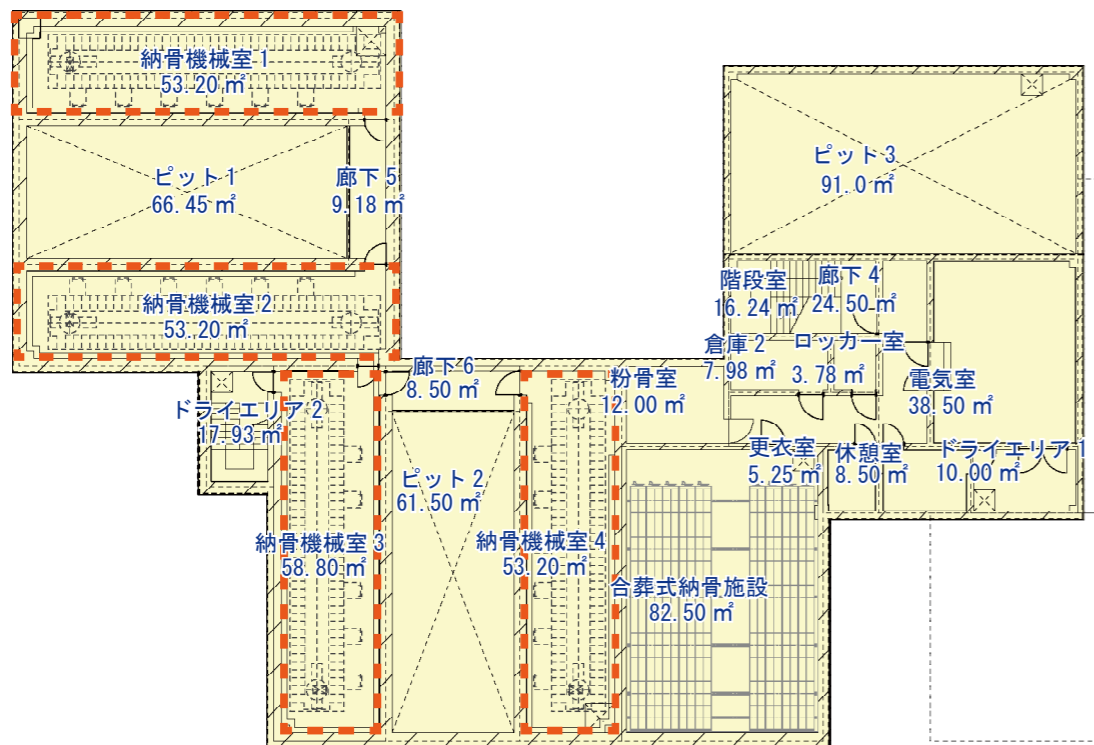 納骨機械室 1
53.20 ㎡
ピット 1
66.45 ㎡
廊下 5
9.18 ㎡
納骨機械室 2
53.20 ㎡
ピット 3
91.0 ㎡
階段室
16.24 ㎡
廊下 4
24.50 ㎡
倉庫 2
7.98 ㎡
ロッカー室
3.78 ㎡
電気室
38.50 ㎡
廊下 6
8.50 ㎡
粉骨室
12.00 ㎡
ドライエリア 2
17.93 ㎡
更衣室
5.25 ㎡
休憩室
8.50 ㎡
ドライエリア 1
10.00 ㎡
ピット 2
61.50 ㎡
納骨機械室 3
58.80 ㎡
納骨機械室 4
53.20 ㎡
合葬式納骨施設
82.50 ㎡